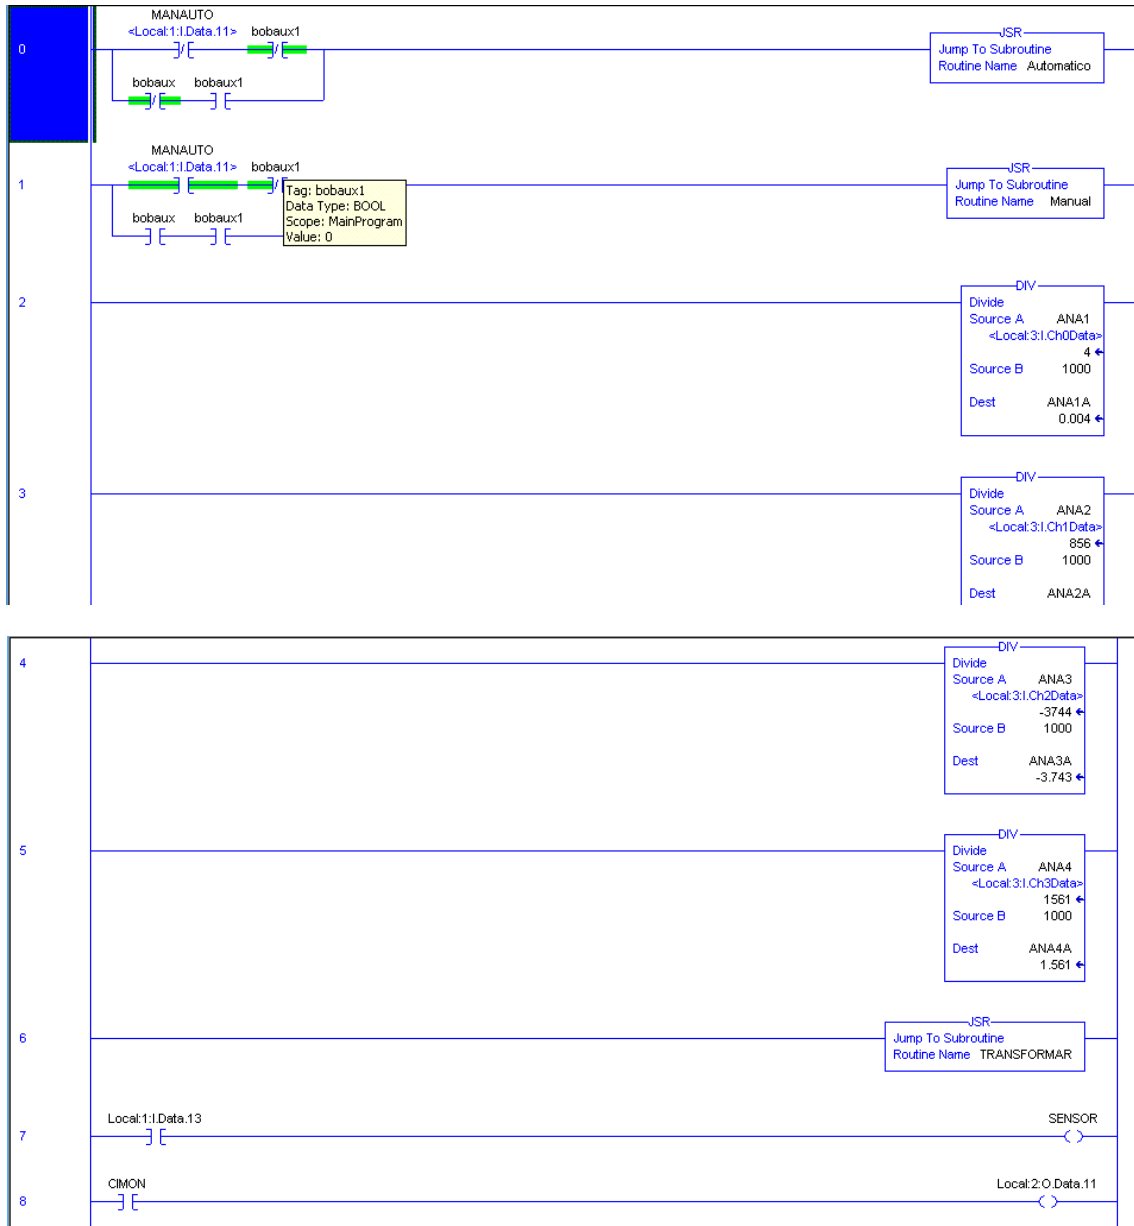 MANAUTO
<Local:1:I.Data.11> bobaux1
JSR
0
Jump To Subroutine
Routine Name Automatico
bobaux bobaux1
MANAUTO
<Local:1:I.Data.11> bobaux1
JSR
1
Tag: bobaux1
Jump To Subroutine
Data Type: BOOL
Routine Name Manual
bobaux bobaux1
Scope: MainProgram
Value: 0
DIV
2
Divide
Source A ANA1
<Local:3:I.Ch0Data>
4
Source B 1000
Dest ANA1A
0.004
DIV
3
Divide
Source A ANA2
<Local:3:I.Ch1Data>
856
Source B 1000
Dest ANA2A
DIV
4
Divide
Source A ANA3
<Local:3:I.Ch2Data>
-3744
Source B 1000
Dest ANA3A
-3.743
DIV
5
Divide
Source A ANA4
<Local:3:I.Ch3Data>
1561
Source B 1000
Dest ANA4A
1.561
JSR
6
Jump To Subroutine
Routine Name TRANSFORMAR
Local:1:I.Data.13 SENSOR
7
CIMON Local:2:O.Data.11
8